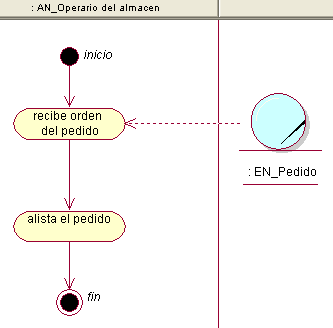 : AN_Operario del almacen
inicio
recibe orden
del pedido
: EN_Pedido
alista el pedido
fin